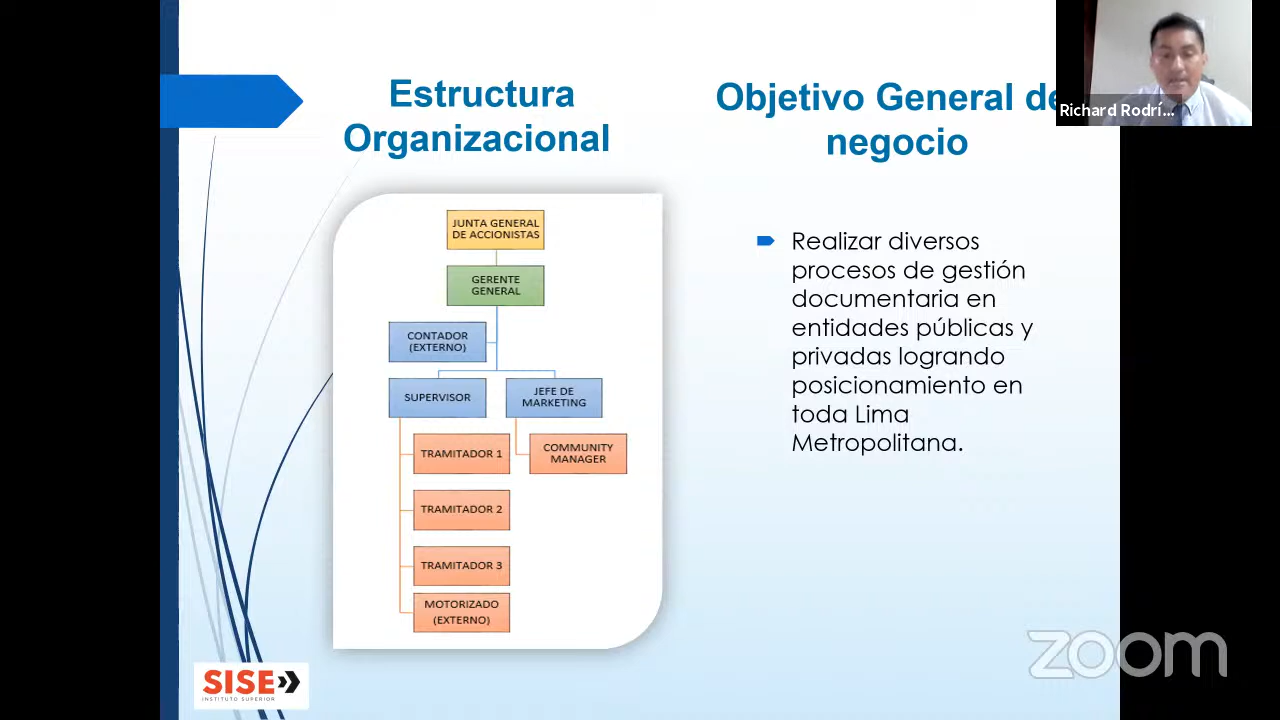 Estructura
Organizacional
JUNTA GENERAL
DE ACCIONISTAS
GERENTE
GENERAL
CONTADOR
(EXTERNO)
SUPERVISOR
JEFE DE
MARKETING
TRAMITADOR 1
COMMUNITY
MANAGER
TRAMITADOR 2
TRAMITADOR 3
MOTORIZADO
(EXTERNO)
Objetivo General de
negocio
Realizar diversos
procesos de gestión
documentaria en
entidades públicas y
privadas logrando
posicionamiento en
toda Lima
Metropolitana.
Richard Rodrí...
SISE
INSTITUTO SUPERIOR
zoom